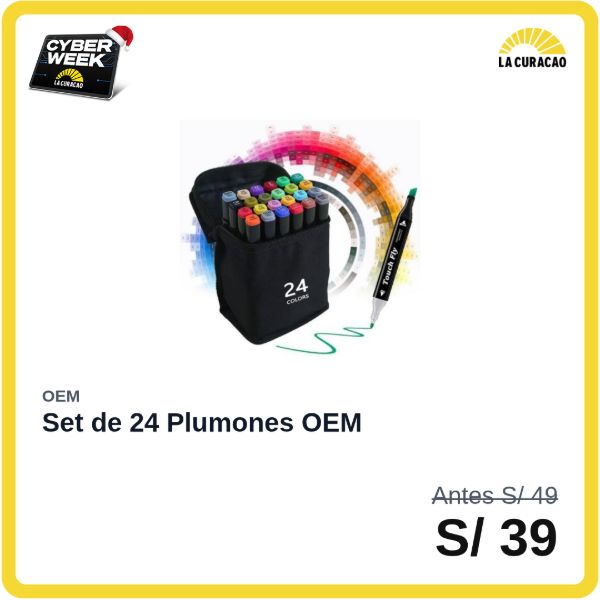 CYBER
WEEK
LA CURACAO
LA CURACAO
24
COLORS
Touch Fly
OEM
Set de 24 Plumones OEM
Antes S/ 49
S/ 39